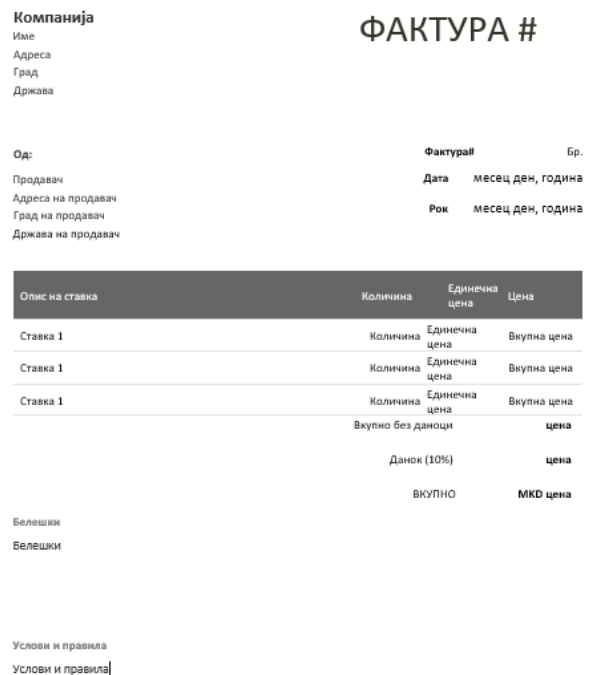 Компанија
ФАКТУРА #
Име
Адреса
Град
Држава
Од:
Фактура# Бр.
Продавач
Дата месец ден, година
Адреса на продавач
Град на продавач
Рок месец ден, година
Држава на продавач
Опис на ставка Количина Единечна цена Цена
Ставка 1 Количина Единечна цена Вкупна цена
Ставка 1 Количина Единечна цена Вкупна цена
Ставка 1 Количина Единечна цена Вкупна цена
Вкупно без даноци цена
Данок (10%) цена
ВКУПНО MKD цена
Белешки
Белешки
Услови и правила
Услови и правила